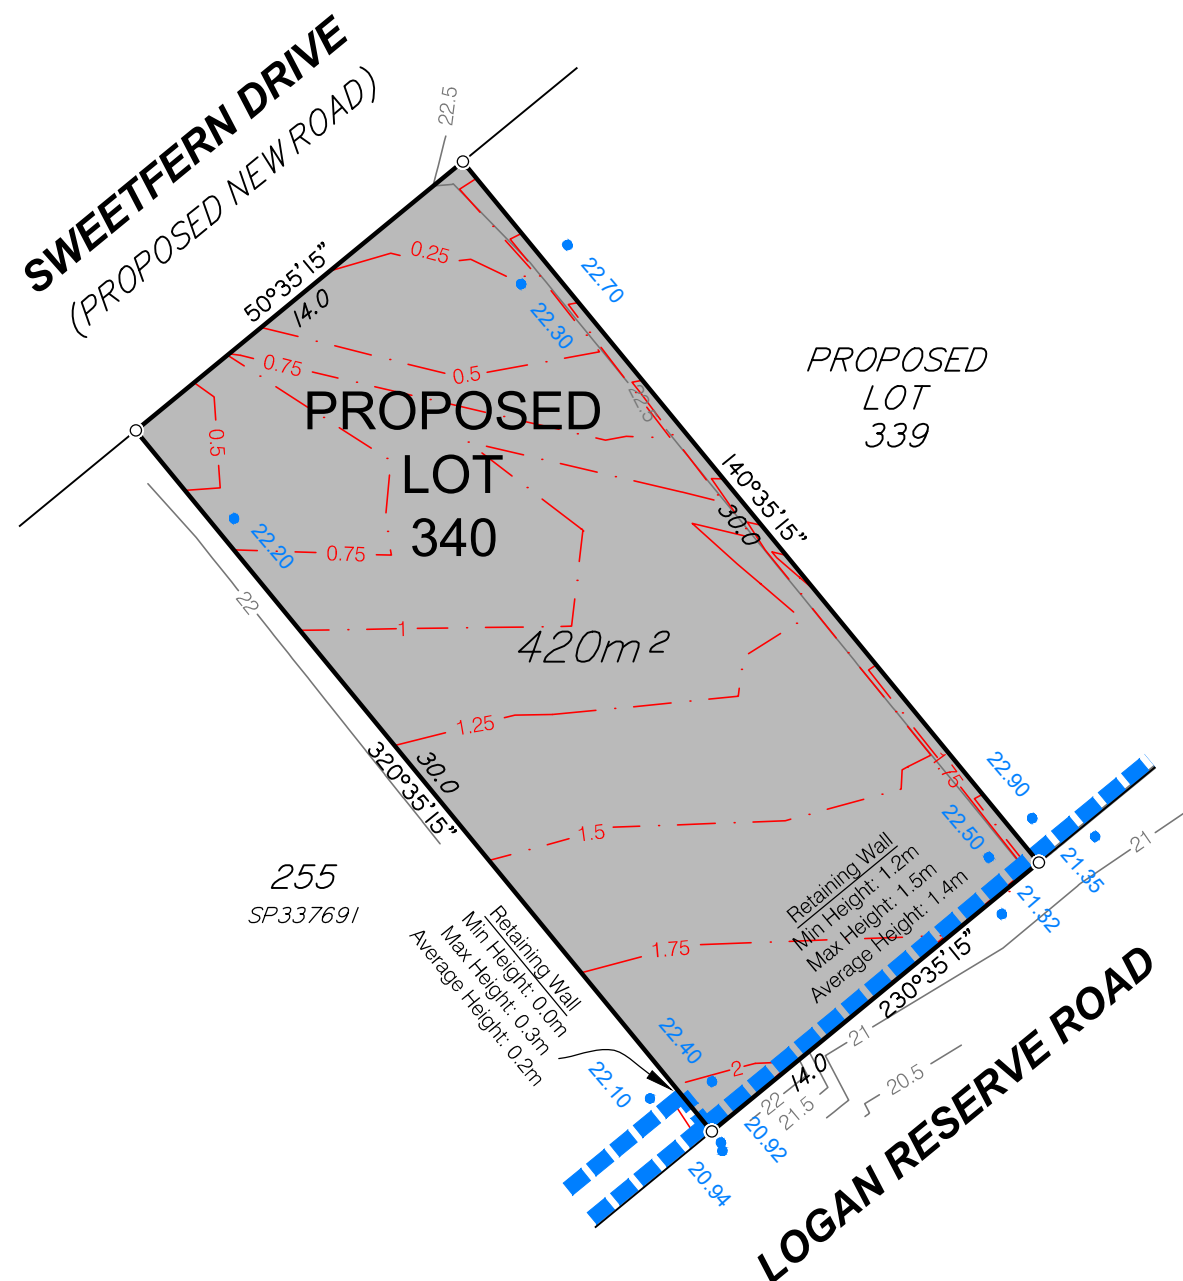 SWEETFERN DRIVE
(PROPOSED NEW ROAD)
22.5
50°35'15"
14.0
0.25
22.70
22.30
0.75
0.5
22.5
PROPOSED
LOT
339
PROPOSED
LOT
340
0.5
140°35'15"
30.0
22.20
0.75
22
1
420m²
1.25
320°35'15"
30.0
1.75
22.90
22.50
1.5
21
21.35
21.32
255
SP337691
Retaining Wall
Min Height: 1.2m
Max Height: 1.5m
Average Height: 1.4m
Retaining Wall
Min Height: 0.0m
Max Height: 0.3m
Average Height: 0.2m
1.75
230°35'15"
22.40
21
2
14.0
22.10
22
21.5
20.5
20.92
20.94
LOGAN RESERVE ROAD